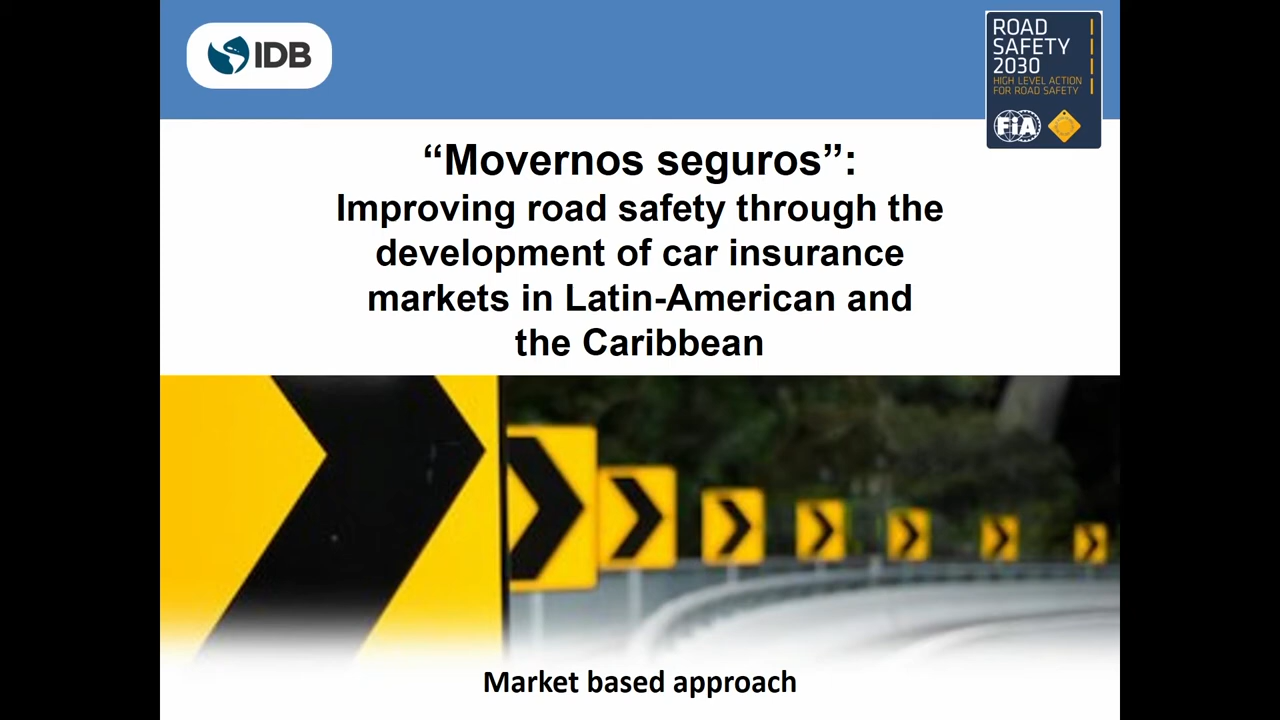 IDB
ROAD
SAFETY
2030
HIGH LEVEL ACTION
FOR ROAD SAFETY
FiA
“Movernos seguros”:
Improving road safety through the
development of car insurance
markets in Latin-American and
the Caribbean
Market based approach